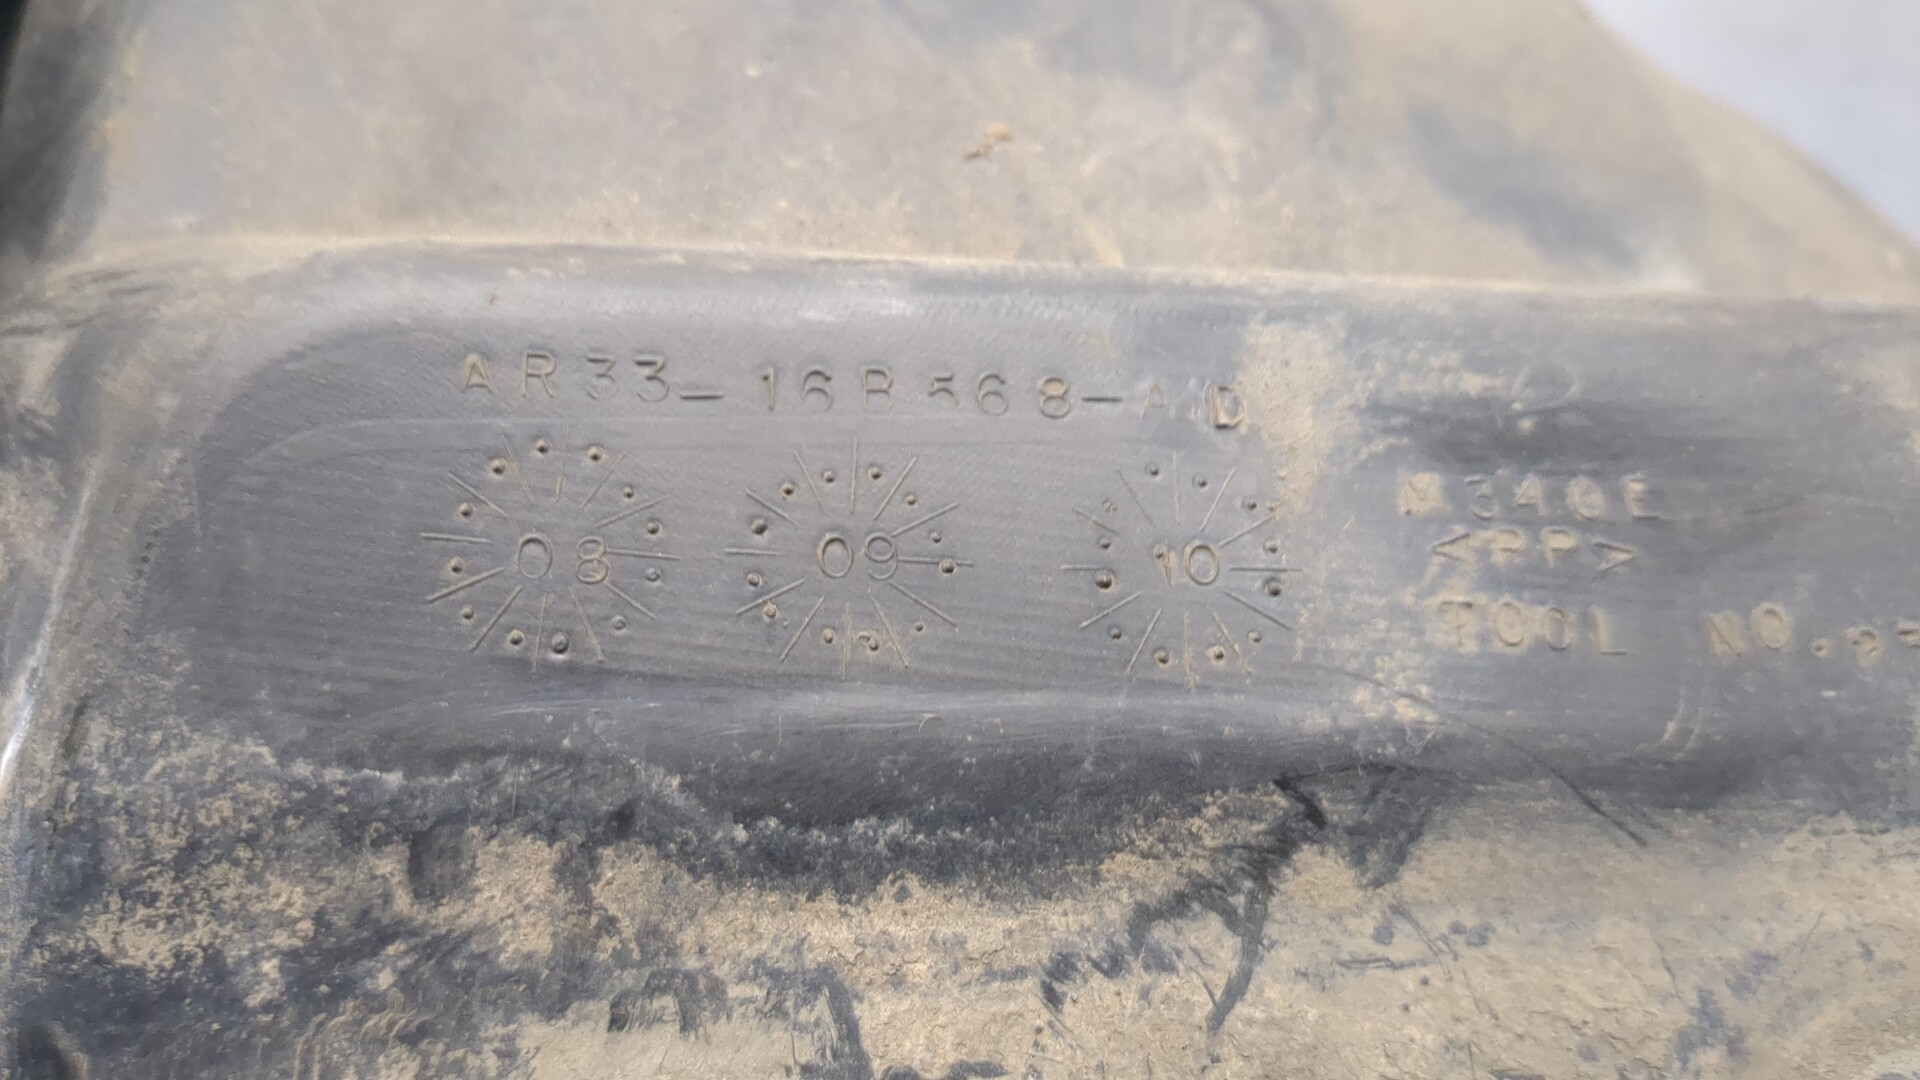 AR33-16B568-AD
08 09 10
M340E
<PP>
TOOL NO.